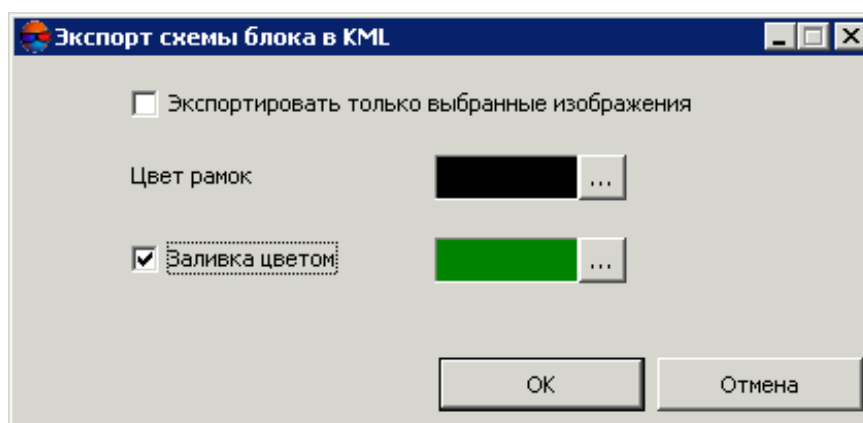 Экспорт схемы блока в KML
Экспортировать только выбранные изображения
Цвет рамок
...
Заливка цветом
...
OK
Отмена